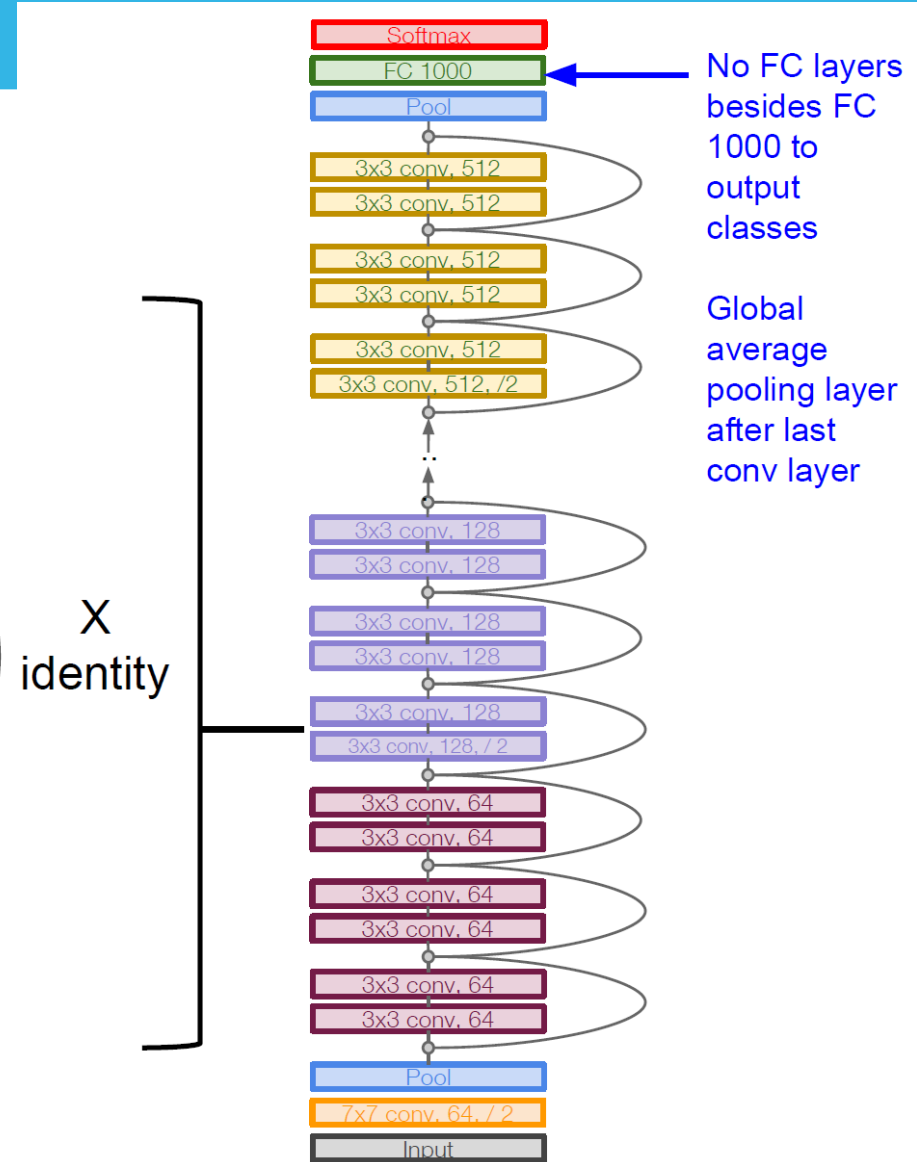 Softmax
FC 1000
Pool
3x3 conv, 512
3x3 conv, 512
3x3 conv, 512
3x3 conv, 512
3x3 conv, 512
3x3 conv, 512, /2
..
3x3 conv, 128
3x3 conv, 128
3x3 conv, 128
3x3 conv, 128
3x3 conv, 128
3x3 conv, 128, / 2
3x3 conv, 64
3x3 conv, 64
3x3 conv, 64
3x3 conv, 64
3x3 conv, 64
3x3 conv, 64
Pool
7x7 conv, 64, / 2
Input
No FC layers
besides FC
1000 to
output
classes
Global
average
pooling layer
after last
conv layer
X
identity